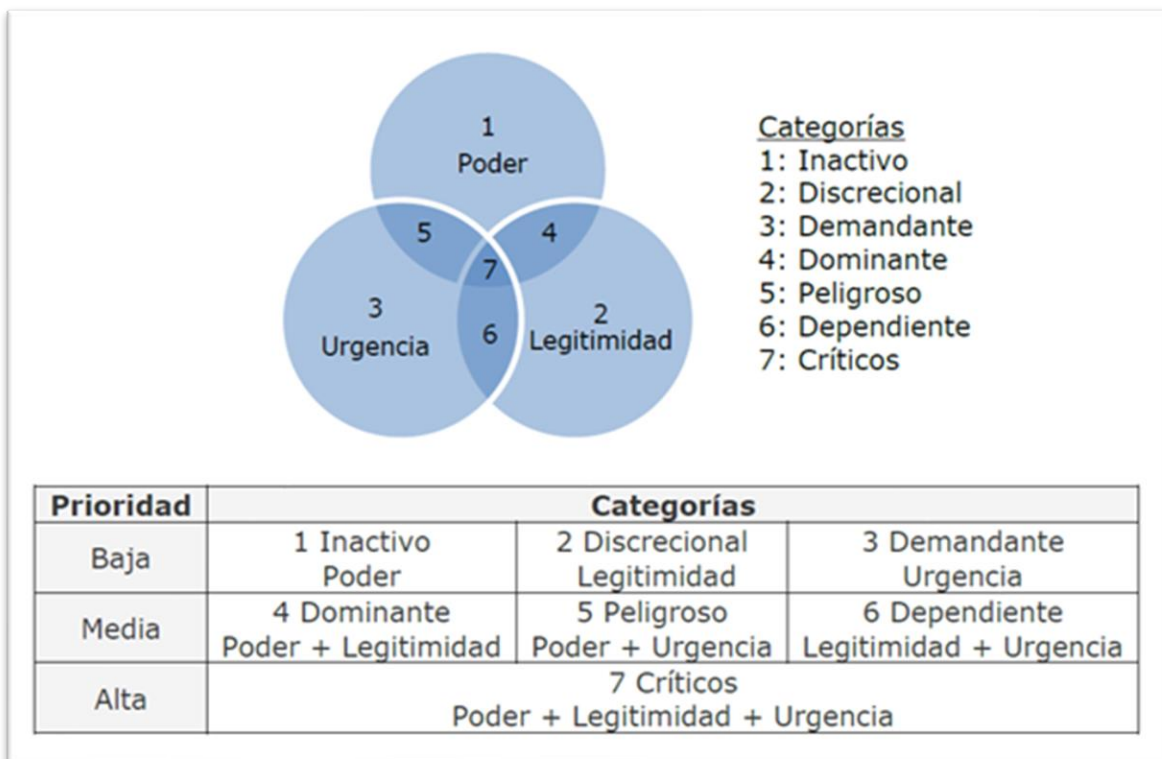 1
Poder
5
4
7
3
Urgencia
6
2
Legitimidad
Categorías
1: Inactivo
2: Discrecional
3: Demandante
4: Dominante
5: Peligroso
6: Dependiente
7: Críticos
Prioridad Categorías
Baja
1 Inactivo
Poder
2 Discrecional
Legitimidad
3 Demandante
Urgencia
Media
4 Dominante
Poder + Legitimidad
5 Peligroso
Poder + Urgencia
6 Dependiente
Legitimidad + Urgencia
Alta
7 Críticos
Poder + Legitimidad + Urgencia